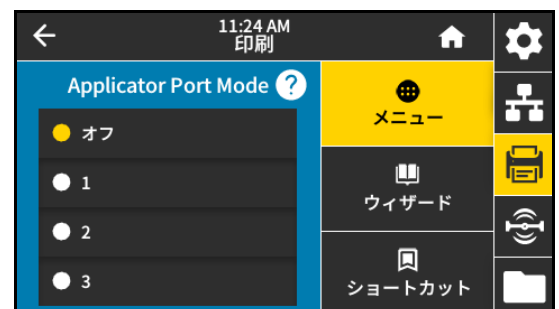 11:24 AM
印刷
Applicator Port Mode ?
オフ
1
2
3
メニュー
ウィザード
ショートカット